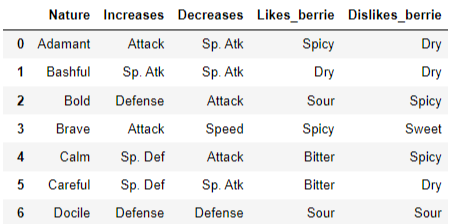 Nature Increases Decreases Likes_berrie Dislikes_berrie
0 Adamant Attack Sp. Atk Spicy Dry
1 Bashful Sp. Atk Sp. Atk Dry Dry
2 Bold Defense Attack Sour Spicy
3 Brave Attack Speed Spicy Sweet
4 Calm Sp. Def Attack Bitter Spicy
5 Careful Sp. Def Sp. Atk Bitter Dry
6 Docile Defense Defense Sour Sour